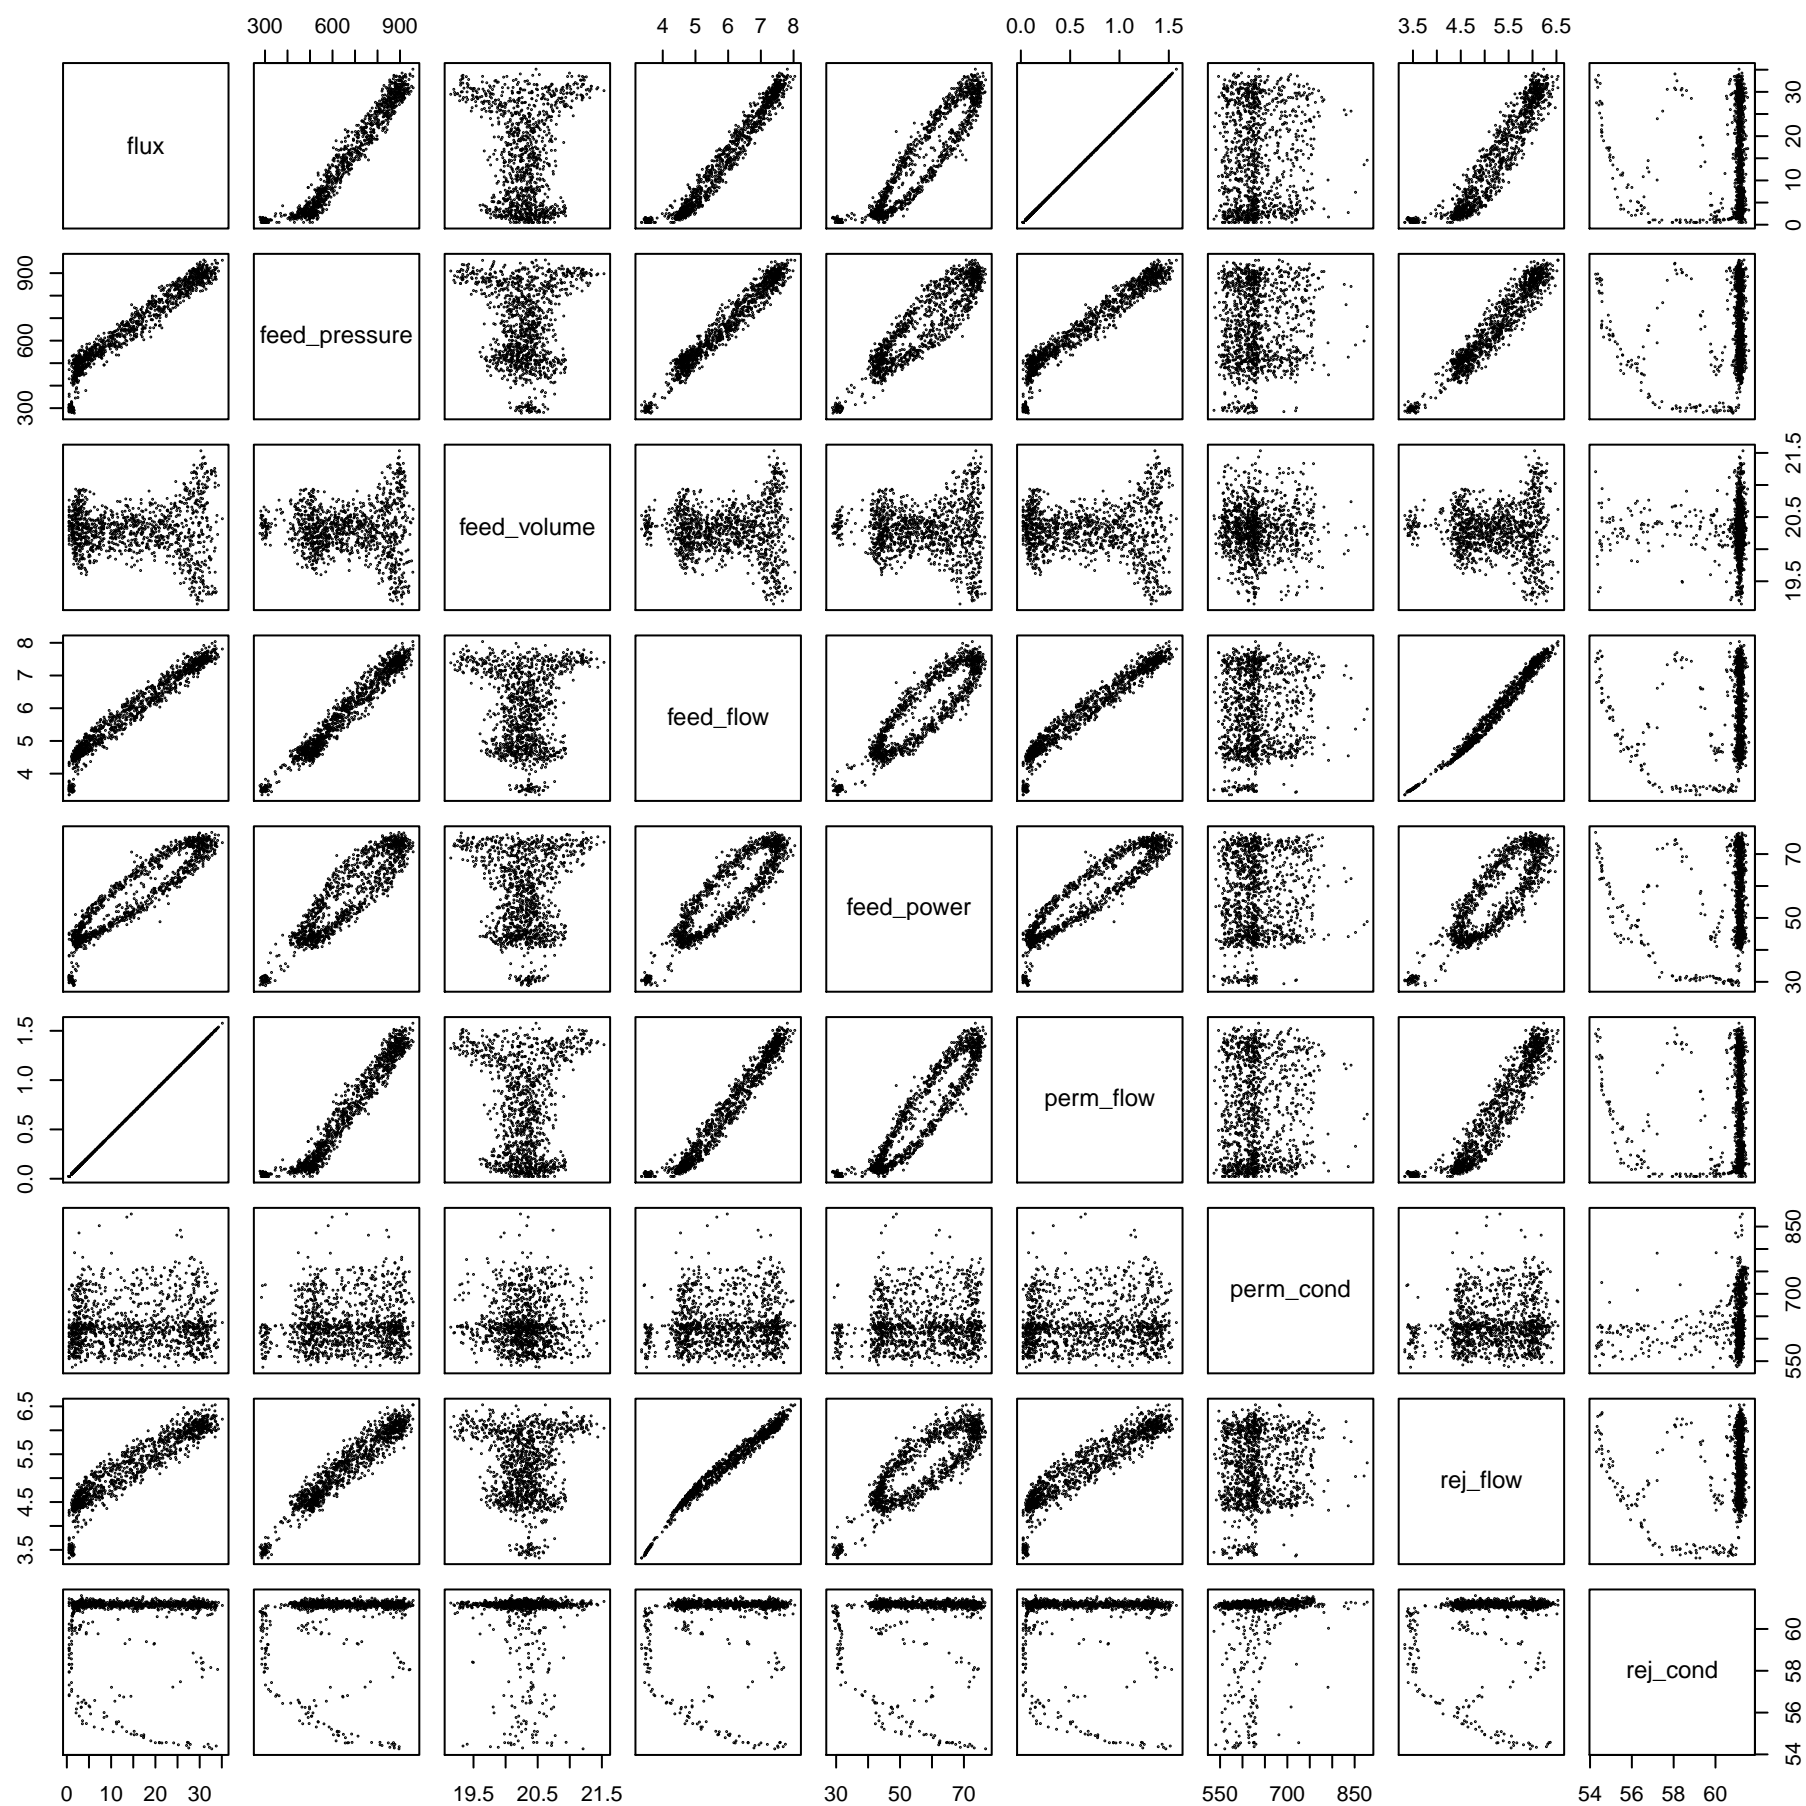 300 600 900 4 5 6 7 8 0.0 0.5 1.0 1.5 3.5 4.5 5.5 6.5
flux
0 10 20 30
300 600 900
feed_pressure
feed_volume
19.5 20.5 21.5
4 5 6 7 8
feed_flow
feed_power
30 50 70
0.0 0.5 1.0 1.5
perm_flow
perm_cond
550 700 850
3.5 4.5 5.5 6.5
rej_flow
rej_cond
54 56 58 60
0 10 20 30 19.5 20.5 21.5 30 50 70 550 700 850 54 56 58 60